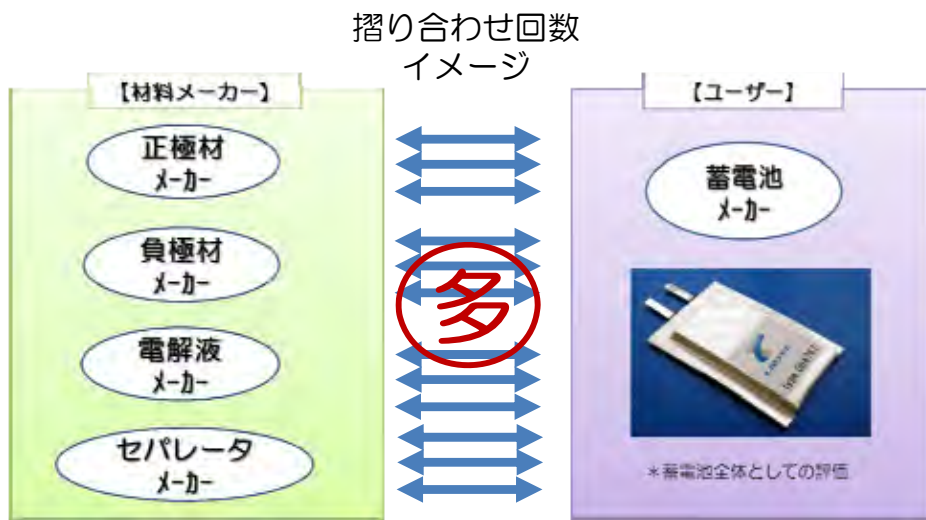 摺り合わせ回数
イメージ
【材料メーカー】
正極材
ﾒｰｶｰ
負極材
ﾒｰｶｰ
電解液
ﾒｰｶｰ
セパレータ
ﾒｰｶｰ
多
【ユーザー】
蓄電池
ﾒｰｶｰ
＊蓄電池全体としての評価